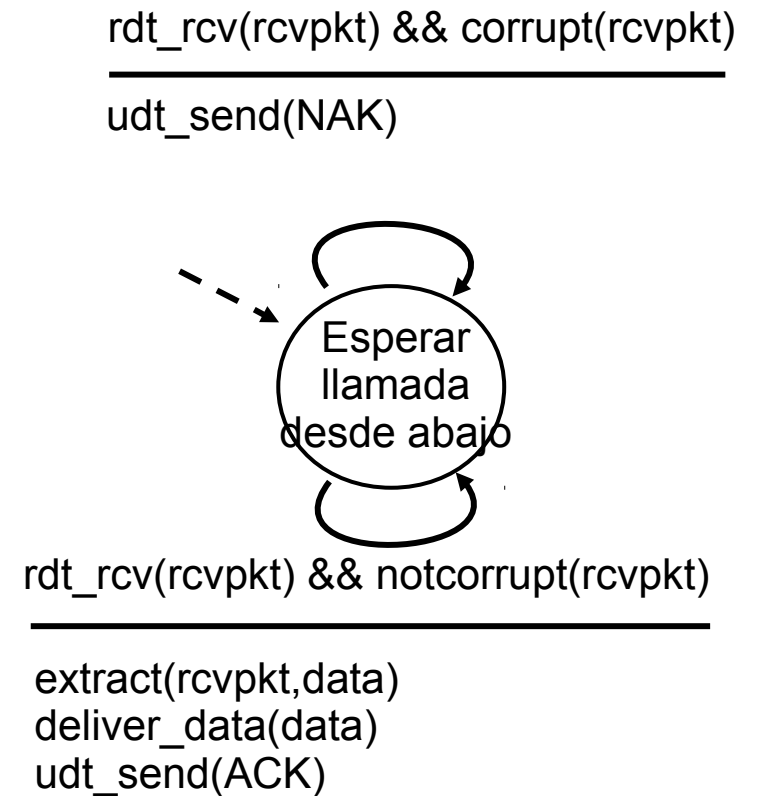 rdt_rcv(rcvpkt) && corrupt(rcvpkt)
udt_send(NAK)
Esperar
llamada
desde abajo
rdt_rcv(rcvpkt) && notcorrupt(rcvpkt)
extract(rcvpkt,data)
deliver_data(data)
udt_send(ACK)